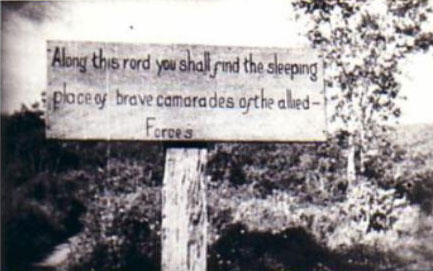 Along this rord you shall find the sleeping
place of brave camarades of the allied-
Forces